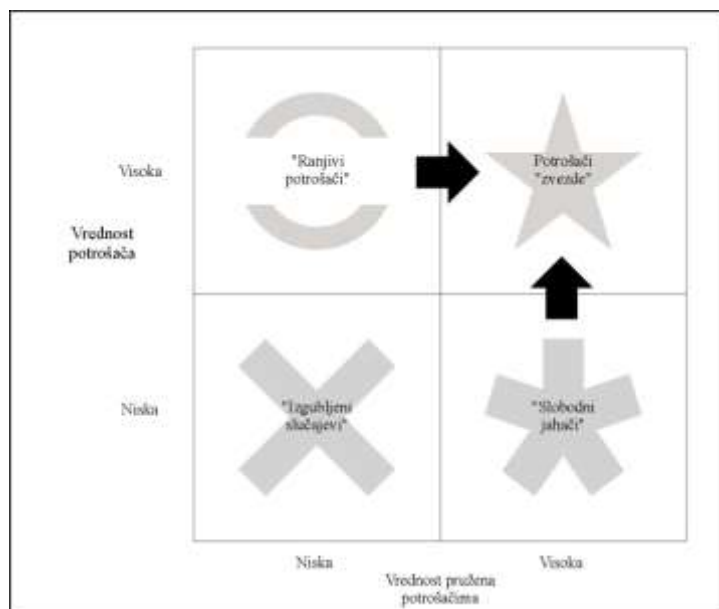 "Ranjivi
potrošači"
Potrošači
"zvezde"
Visoka
Vrednost
potrošača
Niska
"Izgubljeni
slučajevi"
"Slobodni
jahači"
Niska
Visoka
Vrednost pružena
potrošačima